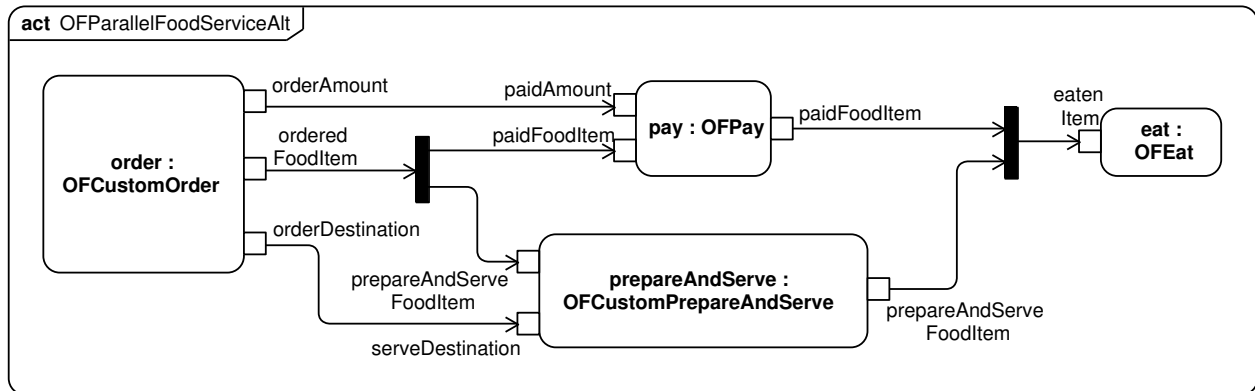 act OFParallelFoodServiceAlt
orderAmount
paidAmount
pay : OFPay
paidFoodItem
eaten
Item
eat :
OFEat
ordered
FoodItem
paidFoodItem
order :
OFCustomOrder
orderDestination
prepareAndServe
FoodItem
prepareAndServe :
OFCustomPrepareAndServe
prepareAndServe
FoodItem
serveDestination